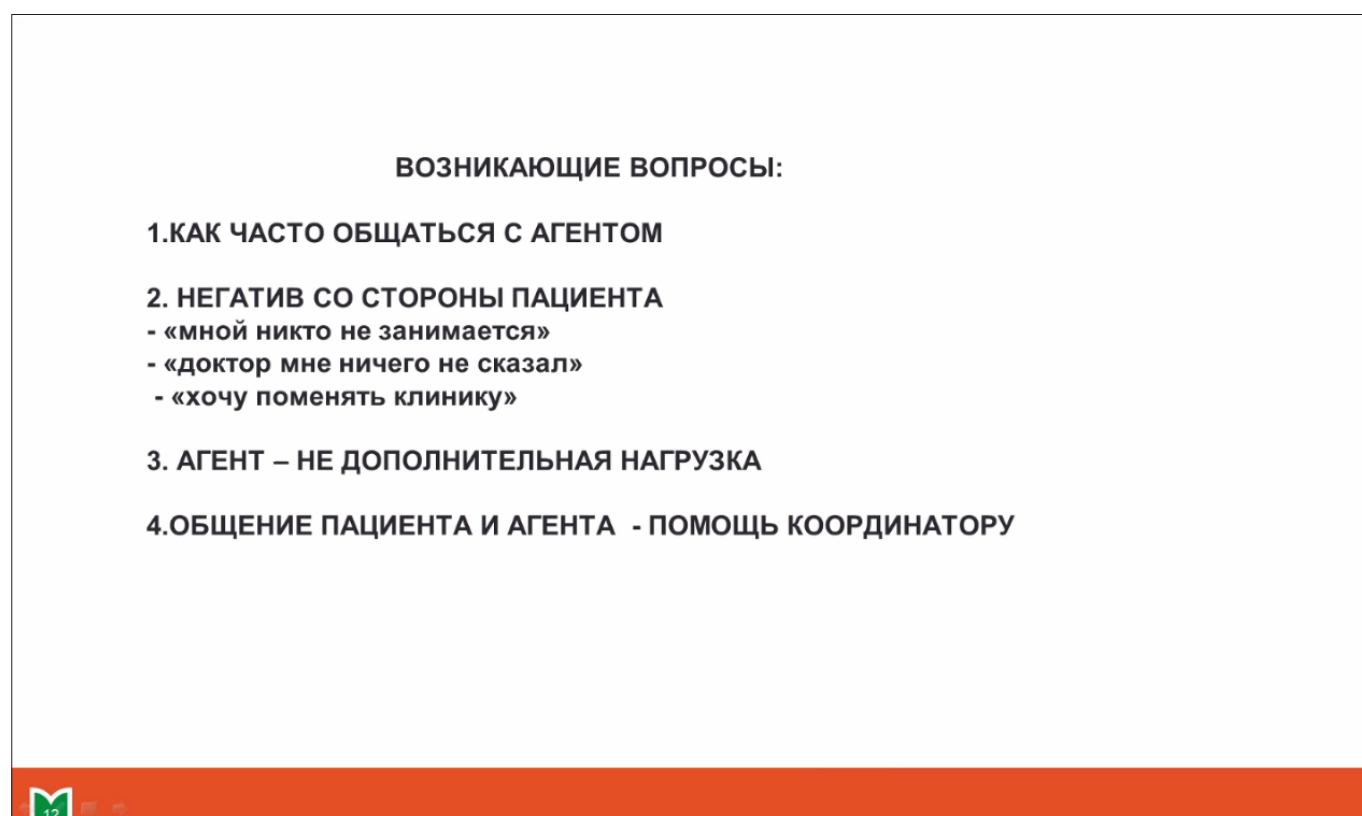 ВОЗНИКАЮЩИЕ ВОПРОСЫ:
1.КАК ЧАСТО ОБЩАТЬСЯ С АГЕНТОМ
2. НЕГАТИВ СО СТОРОНЫ ПАЦИЕНТА
- «мной никто не занимается»
- «доктор мне ничего не сказал»
- «хочу поменять клинику»
3. АГЕНТ – НЕ ДОПОЛНИТЕЛЬНАЯ НАГРУЗКА
4.ОБЩЕНИЕ ПАЦИЕНТА И АГЕНТА - ПОМОЩЬ КООРДИНАТОРУ
12